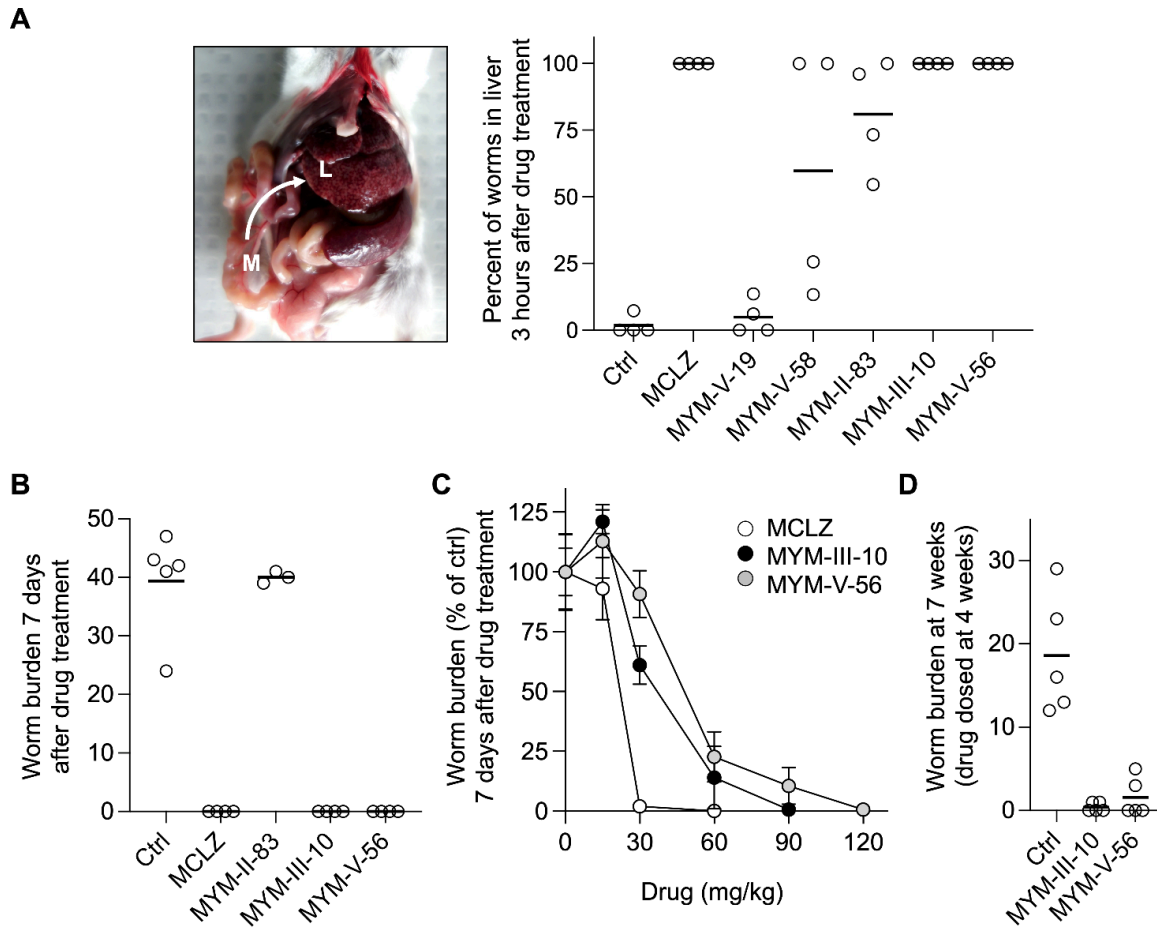 A
L
M
Percent of worms in liver
3 hours after drug treatment
100
75
50
25
0
Ctrl
MCLZ
MYM-V-19
MYM-V-58
MYM-II-83
MYM-III-10
MYM-V-56
B
Worm burden 7 days
after drug treatment
50
40
30
20
10
0
Ctrl
MCLZ
MYM-II-83
MYM-III-10
MYM-V-56
C
Worm burden (% of ctrl)
7 days after drug treatment
125
100
75
50
25
0
MCLZ
MYM-III-10
MYM-V-56
0
30
60
90
120
Drug (mg/kg)
D
Worm burden at 7 weeks
(drug dosed at 4 weeks)
30
20
10
0
Ctrl
MYM-III-10
MYM-V-56